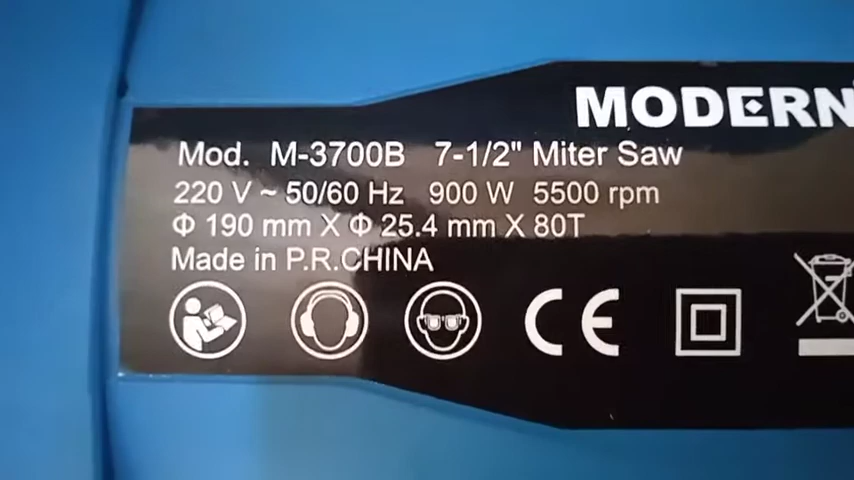 MODERN
Mod. M-3700B 7-1/2" Miter Saw
220 V ~ 50/60 Hz 900 W 5500 rpm
Φ 190 mm X Φ 25.4 mm X 80T
Made in P.R.CHINA
CE